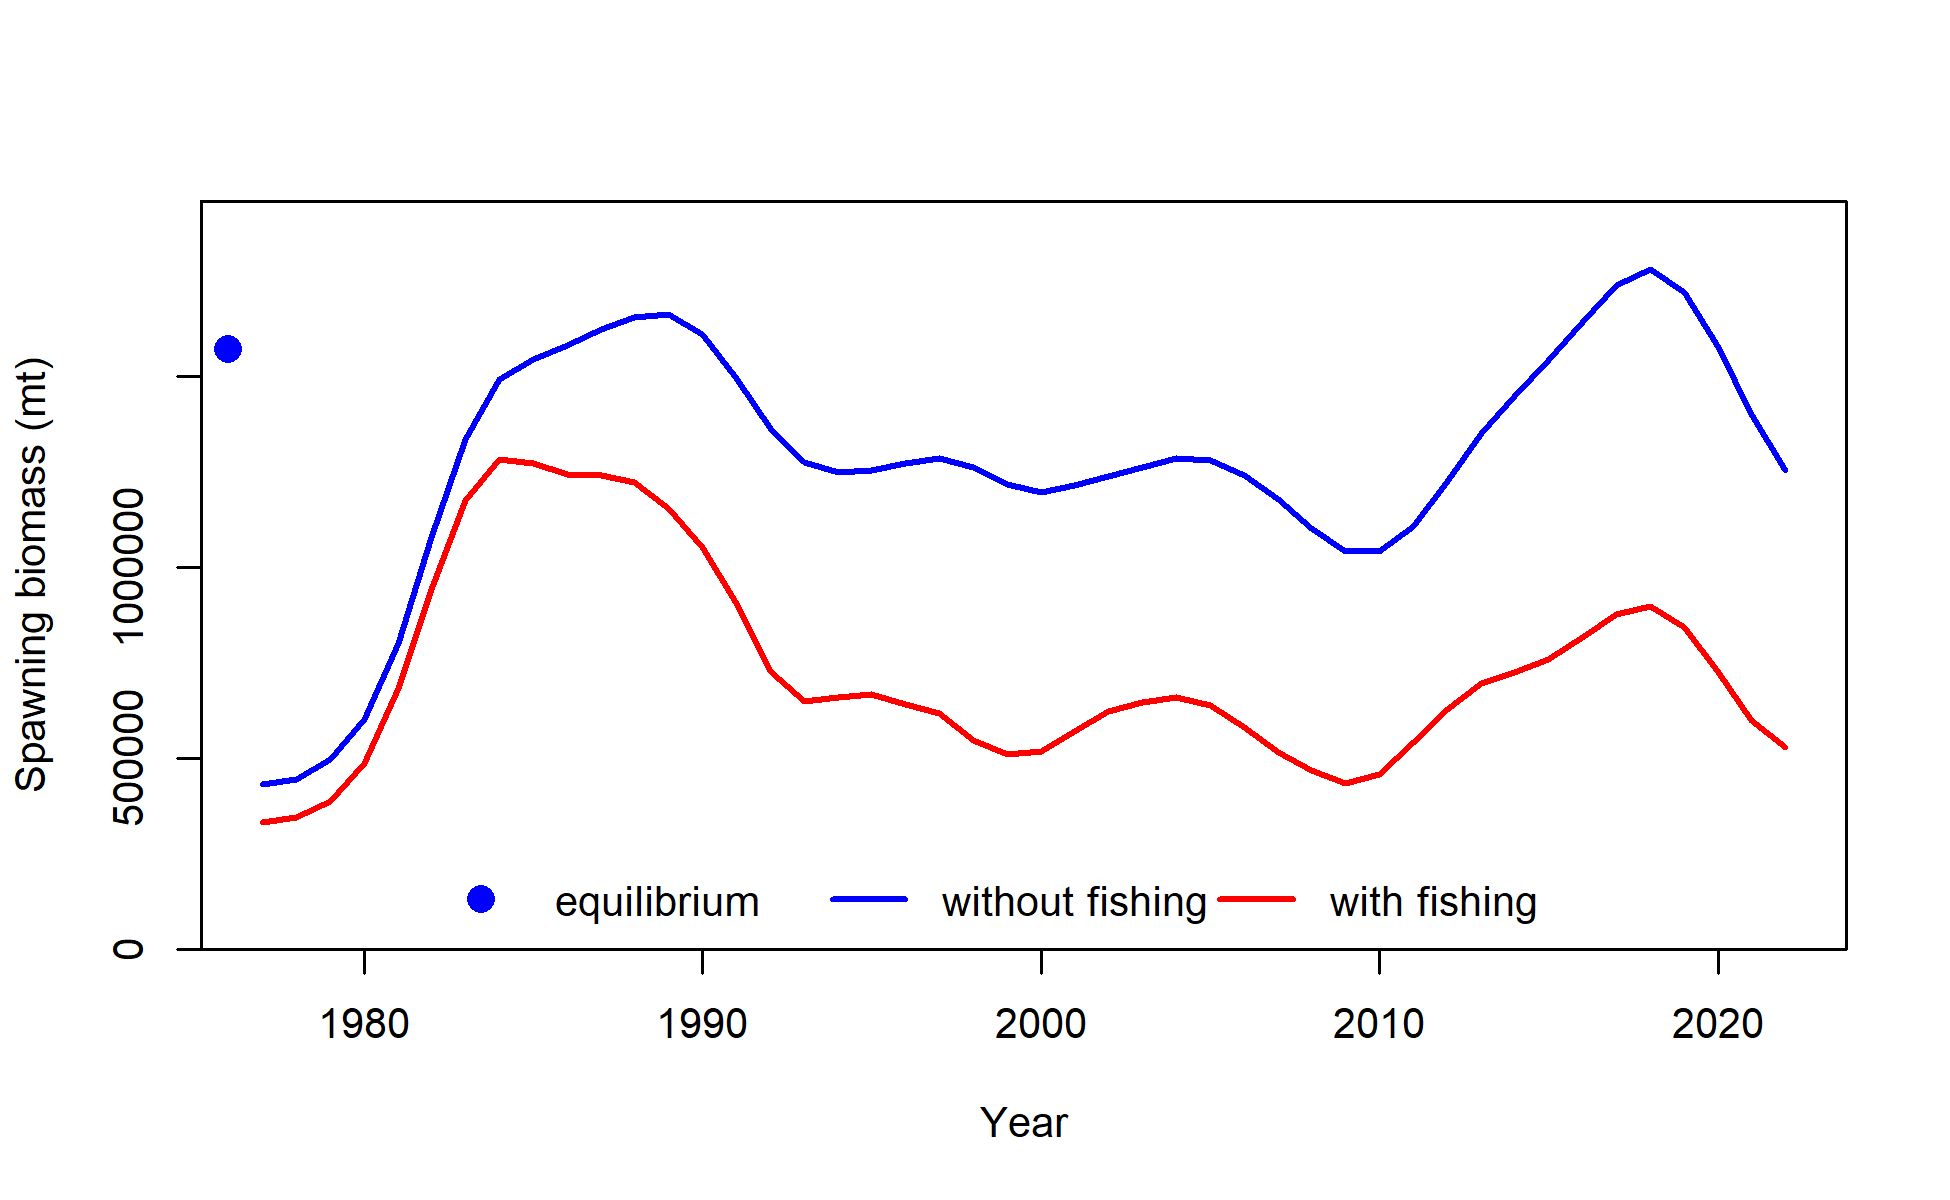 Spawning biomass (mt)
1000000
500000
0
equilibrium without fishing with fishing
1980 1990 2000 2010 2020
Year